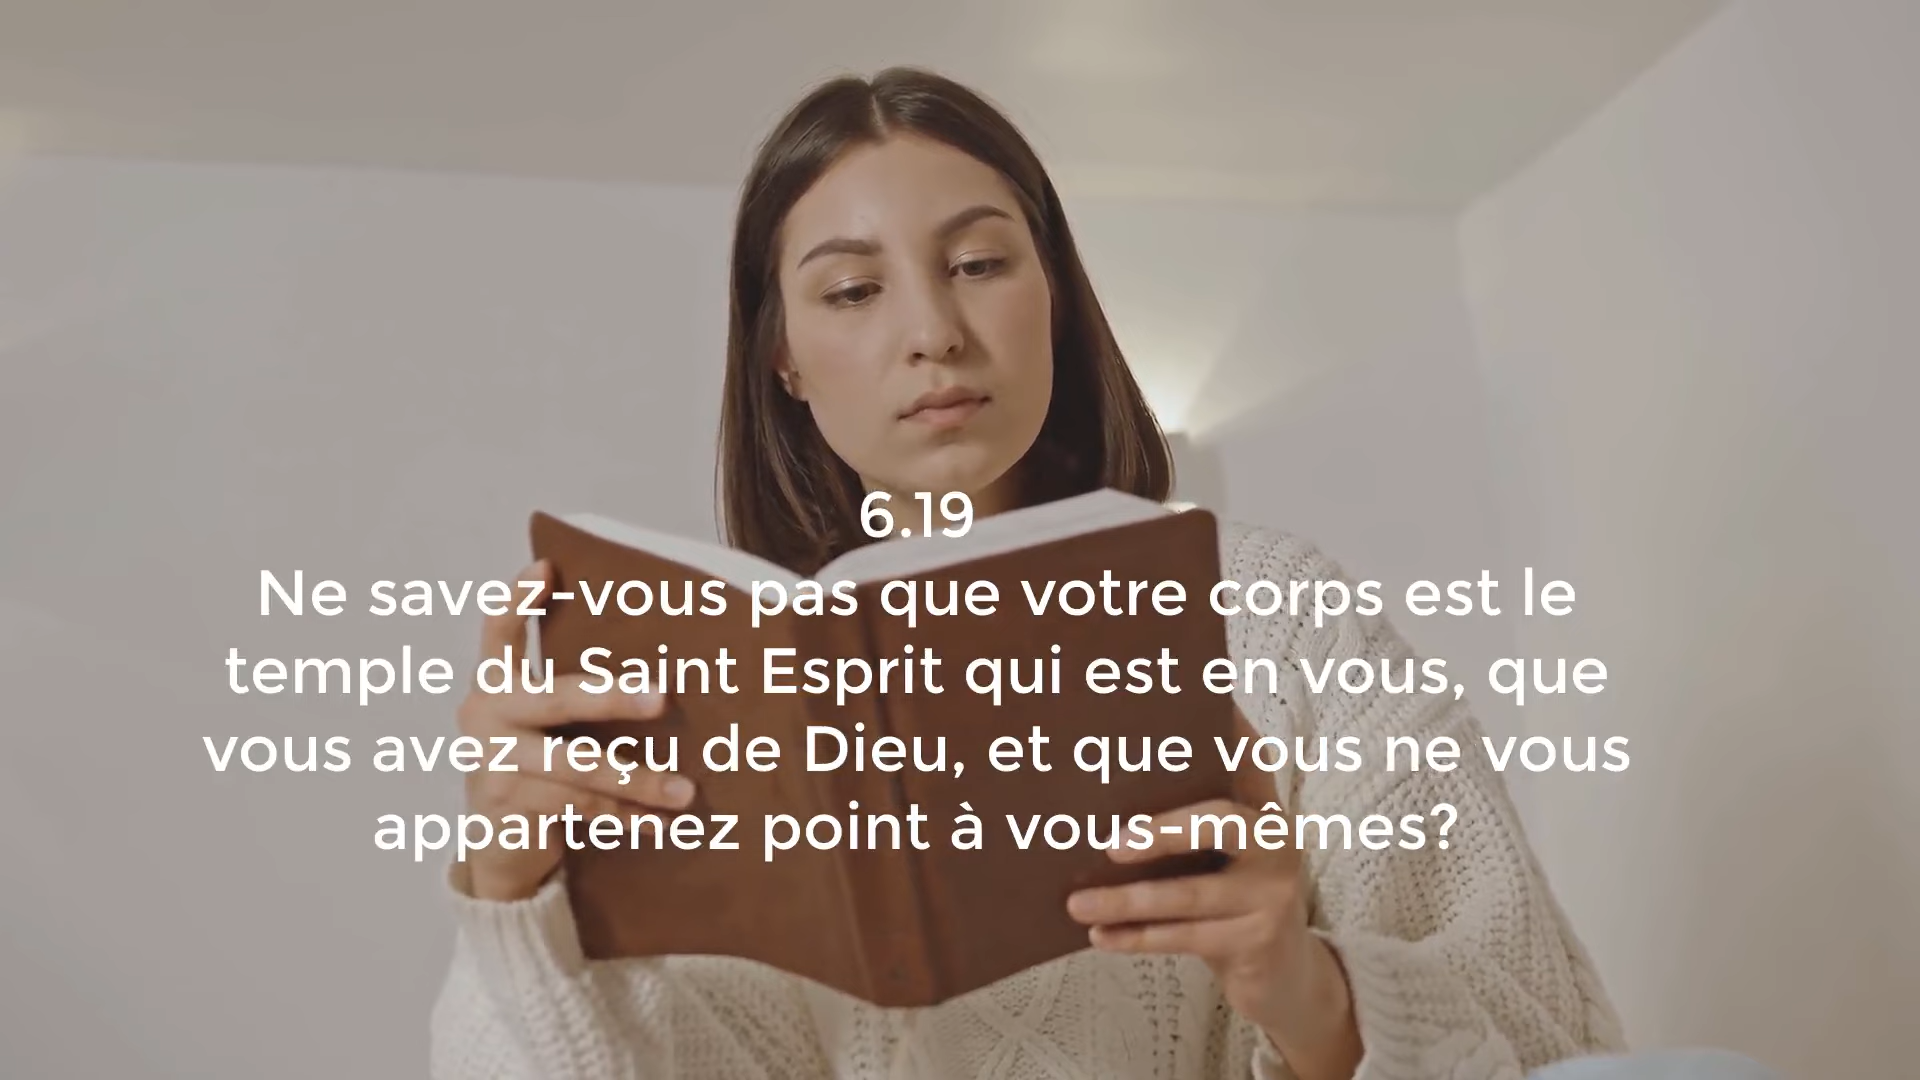 6.19
Ne savez-vous pas que votre corps est le
temple du Saint Esprit qui est en vous, que
vous avez reçu de Dieu, et que vous ne vous
appartenez point à vous-mêmes?